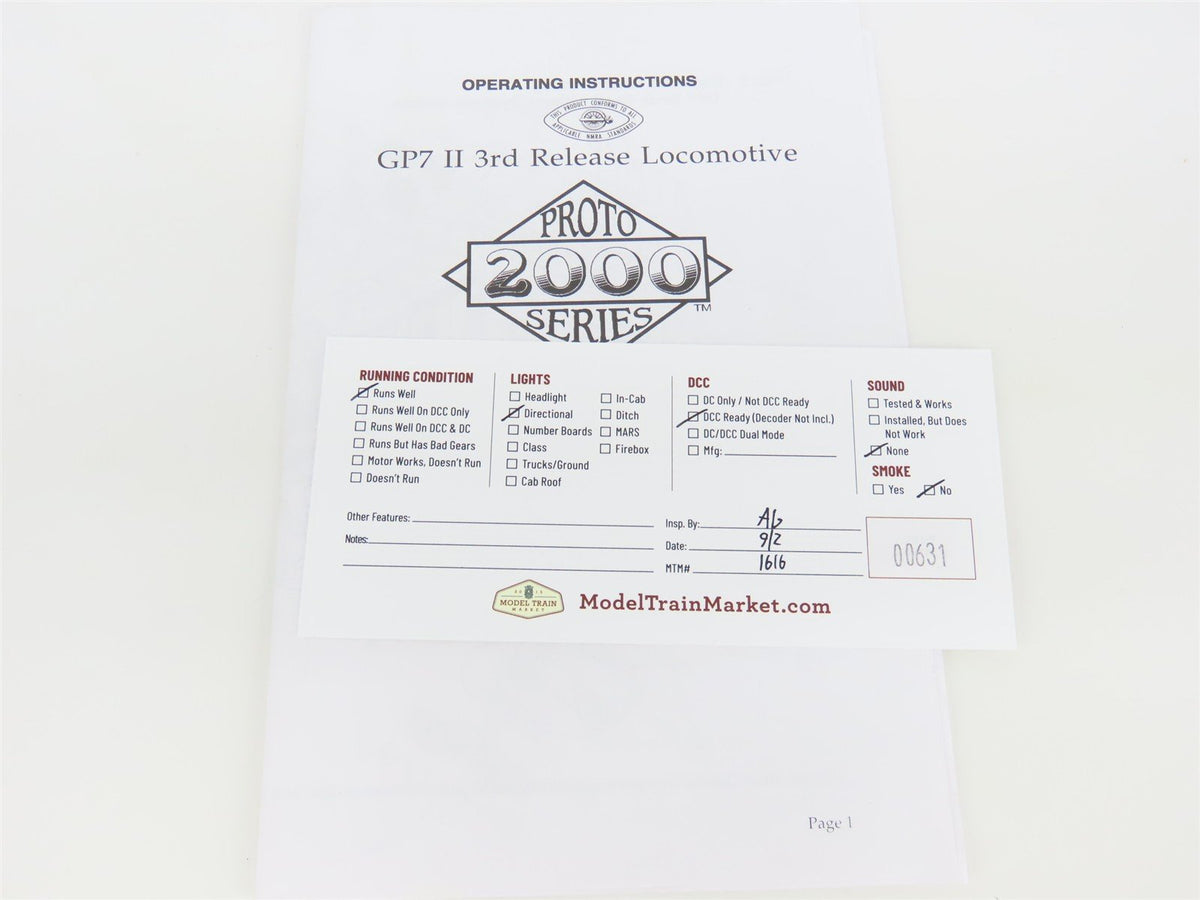 OPERATING INSTRUCTIONS
THIS PRODUCT CONFORMS TO ALL
APPLICABLE NMRA STANDARDS
GP7 II 3rd Release Locomotive
PROTO
2000
SERIES
TM
RUNNING CONDITION
Runs Well
Runs Well On DCC Only
Runs Well On DCC & DC
Runs But Has Bad Gears
Motor Works, Doesn't Run
Doesn't Run
LIGHTS
Headlight
Directional
Number Boards
Class
Trucks/Ground
Cab Roof
In-Cab
Ditch
MARS
Firebox
DCC
DC Only / Not DCC Ready
DCC Ready (Decoder Not Incl.)
DC/DCC Dual Mode
Mfg:
SOUND
Tested & Works
Installed, But Does
Not Work
None
SMOKE
Yes No
Other Features:
Notes:
Insp. By: AG
Date: 9/2
MTM# 1616
00631
MODEL TRAIN
MARKET
ModelTrainMarket.com
Page 1